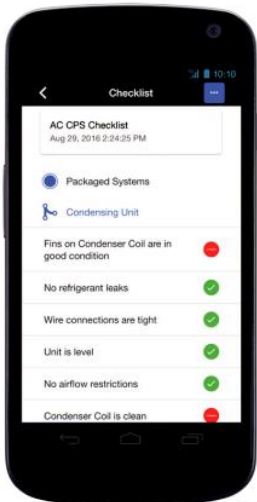 10:10
Checklist
AC CPS Checklist
Aug 29, 2016 2:24:25 PM
Packaged Systems
Condensing Unit
Fins on Condenser Coil are in
good condition
No refrigerant leaks
Wire connections are tight
Unit is level
No airflow restrictions
Condenser Coil is clean